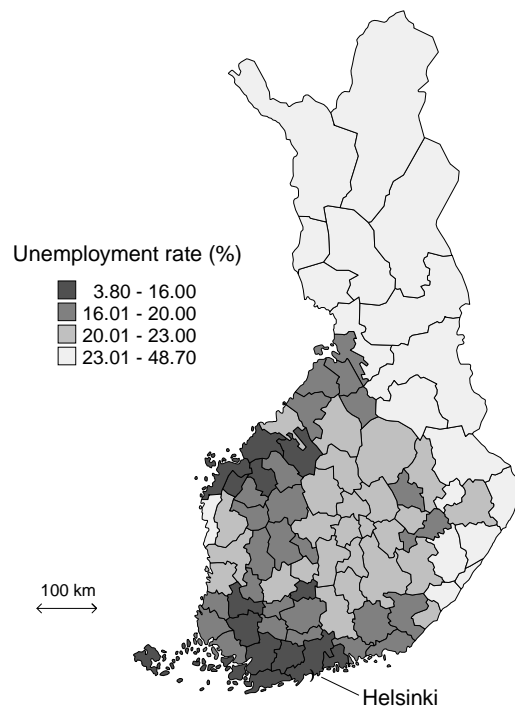 Unemployment rate (%)
3.80 - 16.00
16.01 - 20.00
20.01 - 23.00
23.01 - 48.70
100 km
Helsinki